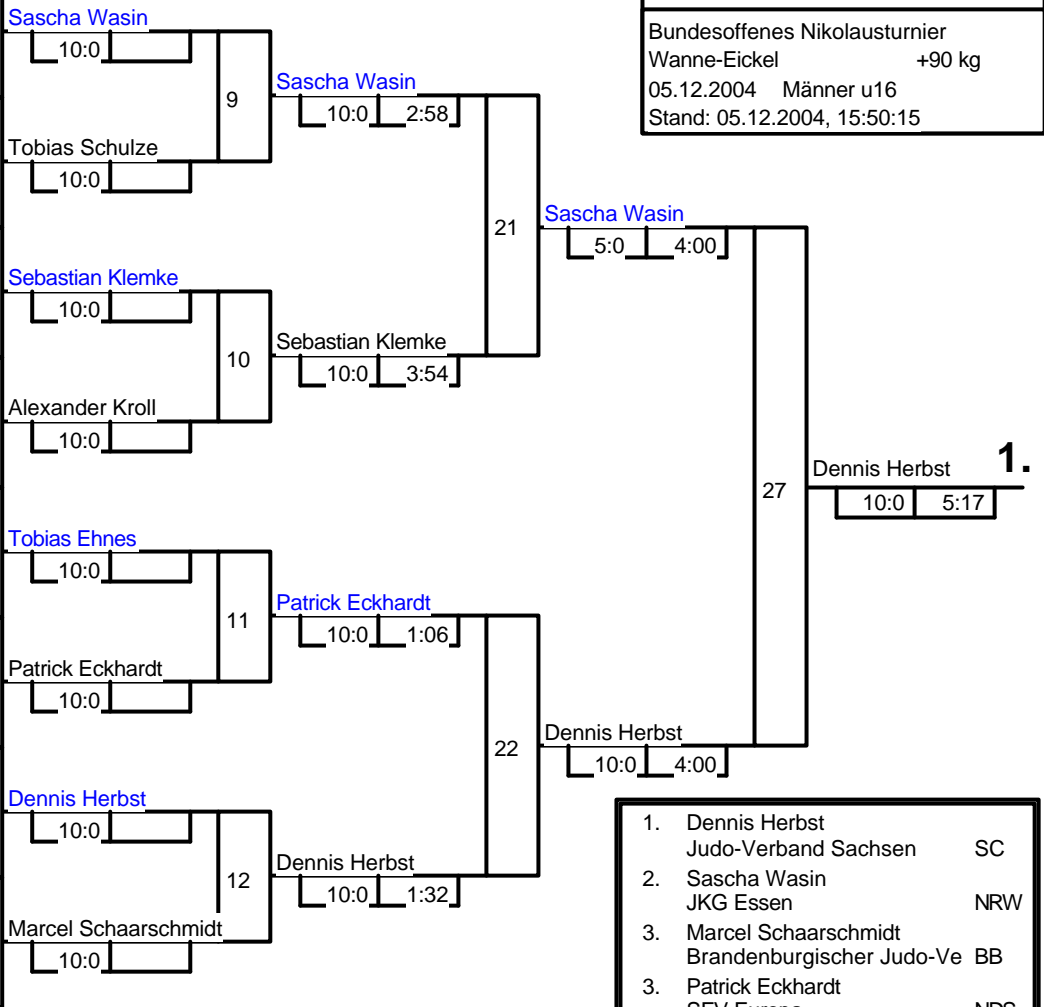 Bundesoffenes Nikolausturnier
Wanne-Eickel +90 kg
05.12.2004 Männer u16
Stand: 05.12.2004, 15:50:15
Sascha Wasin
10:0
9
Tobias Schulze
10:0
Sascha Wasin
10:0 2:58
Sebastian Klemke
10:0
10
Alexander Kroll
10:0
Sebastian Klemke
10:0 3:54
21
Sascha Wasin
5:0 4:00
Tobias Ehnes
10:0
11
Patrick Eckhardt
10:0
Patrick Eckhardt
10:0 1:06
Dennis Herbst
10:0
12
Marcel Schaarschmidt
10:0
Dennis Herbst
10:0 1:32
22
Dennis Herbst
10:0 4:00
27
Dennis Herbst 1.
10:0 5:17
1. Dennis Herbst
Judo-Verband Sachsen SC
2. Sascha Wasin
JKG Essen NRW
3. Marcel Schaarschmidt
Brandenburgischer Judo-Ve BB
3. Patrick Eckhardt